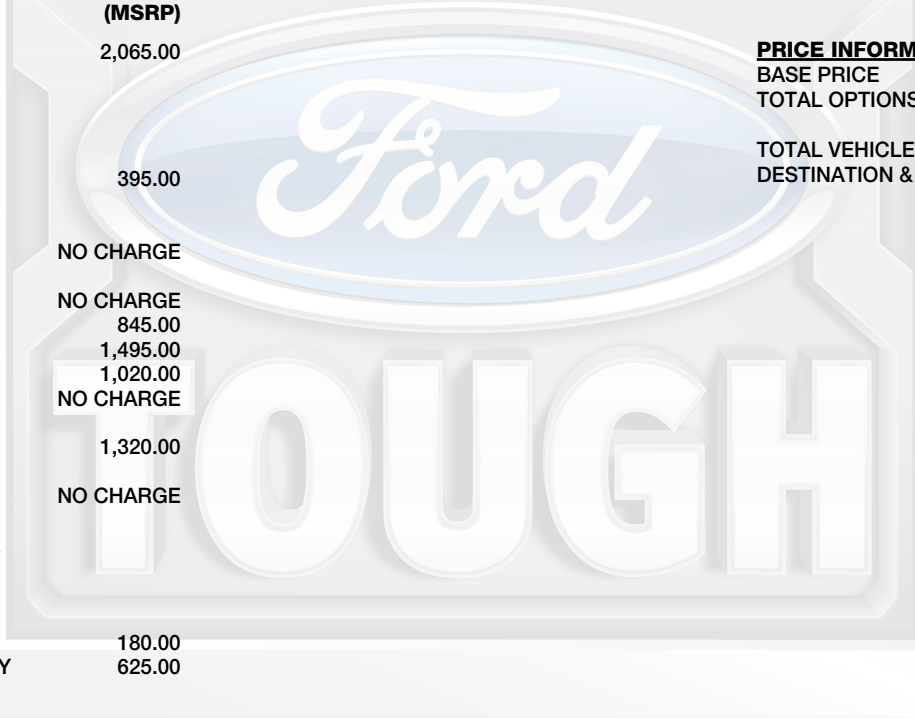 (MSRP)
2,065.00
395.00
NO CHARGE
NO CHARGE
845.00
1,495.00
1,020.00
NO CHARGE
1,320.00
NO CHARGE
180.00
Y 625.00
PRICE INFORM
BASE PRICE
TOTAL OPTIONS
TOTAL VEHICLE
DESTINATION &
Ford
TOUGH